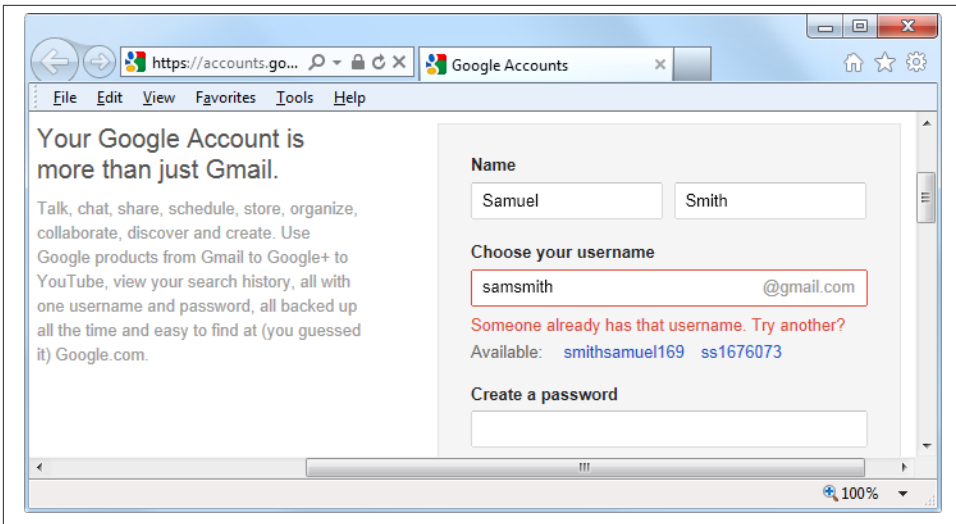 https://accounts.go...
Google Accounts
File Edit View Favorites Tools Help
Your Google Account is
more than just Gmail.
Talk, chat, share, schedule, store, organize,
collaborate, discover and create. Use
Google products from Gmail to Google+ to
YouTube, view your search history, all with
one username and password, all backed up
all the time and easy to find at (you guessed
it) Google.com.
Name
Samuel Smith
Choose your username
samsmith @gmail.com
Someone already has that username. Try another?
Available: smithsamuel169 ss1676073
Create a password
100%